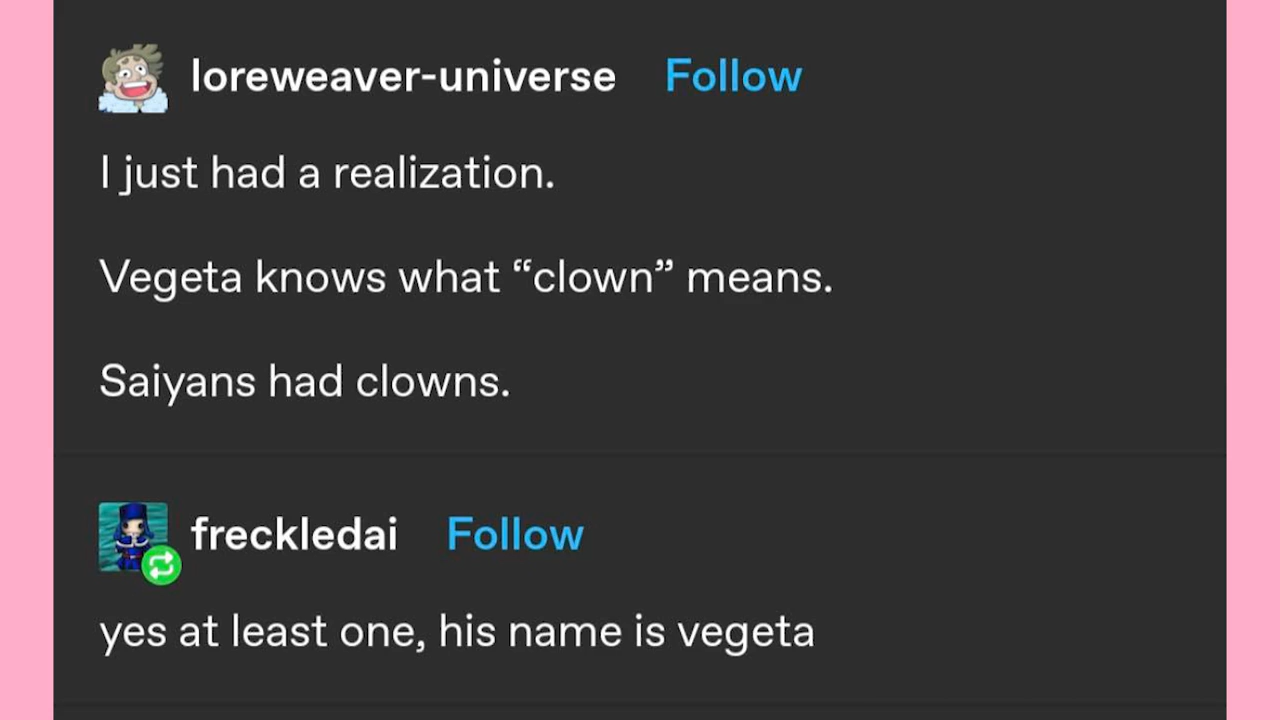 loreweaver-universe Follow
I just had a realization.
Vegeta knows what “clown” means.
Saiyans had clowns.
freckledai Follow
yes at least one, his name is vegeta